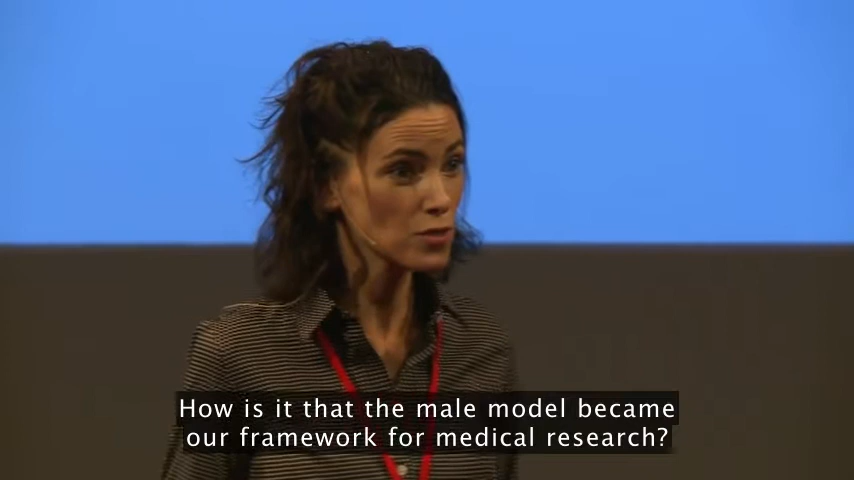 How is it that the male model became
our framework for medical research?